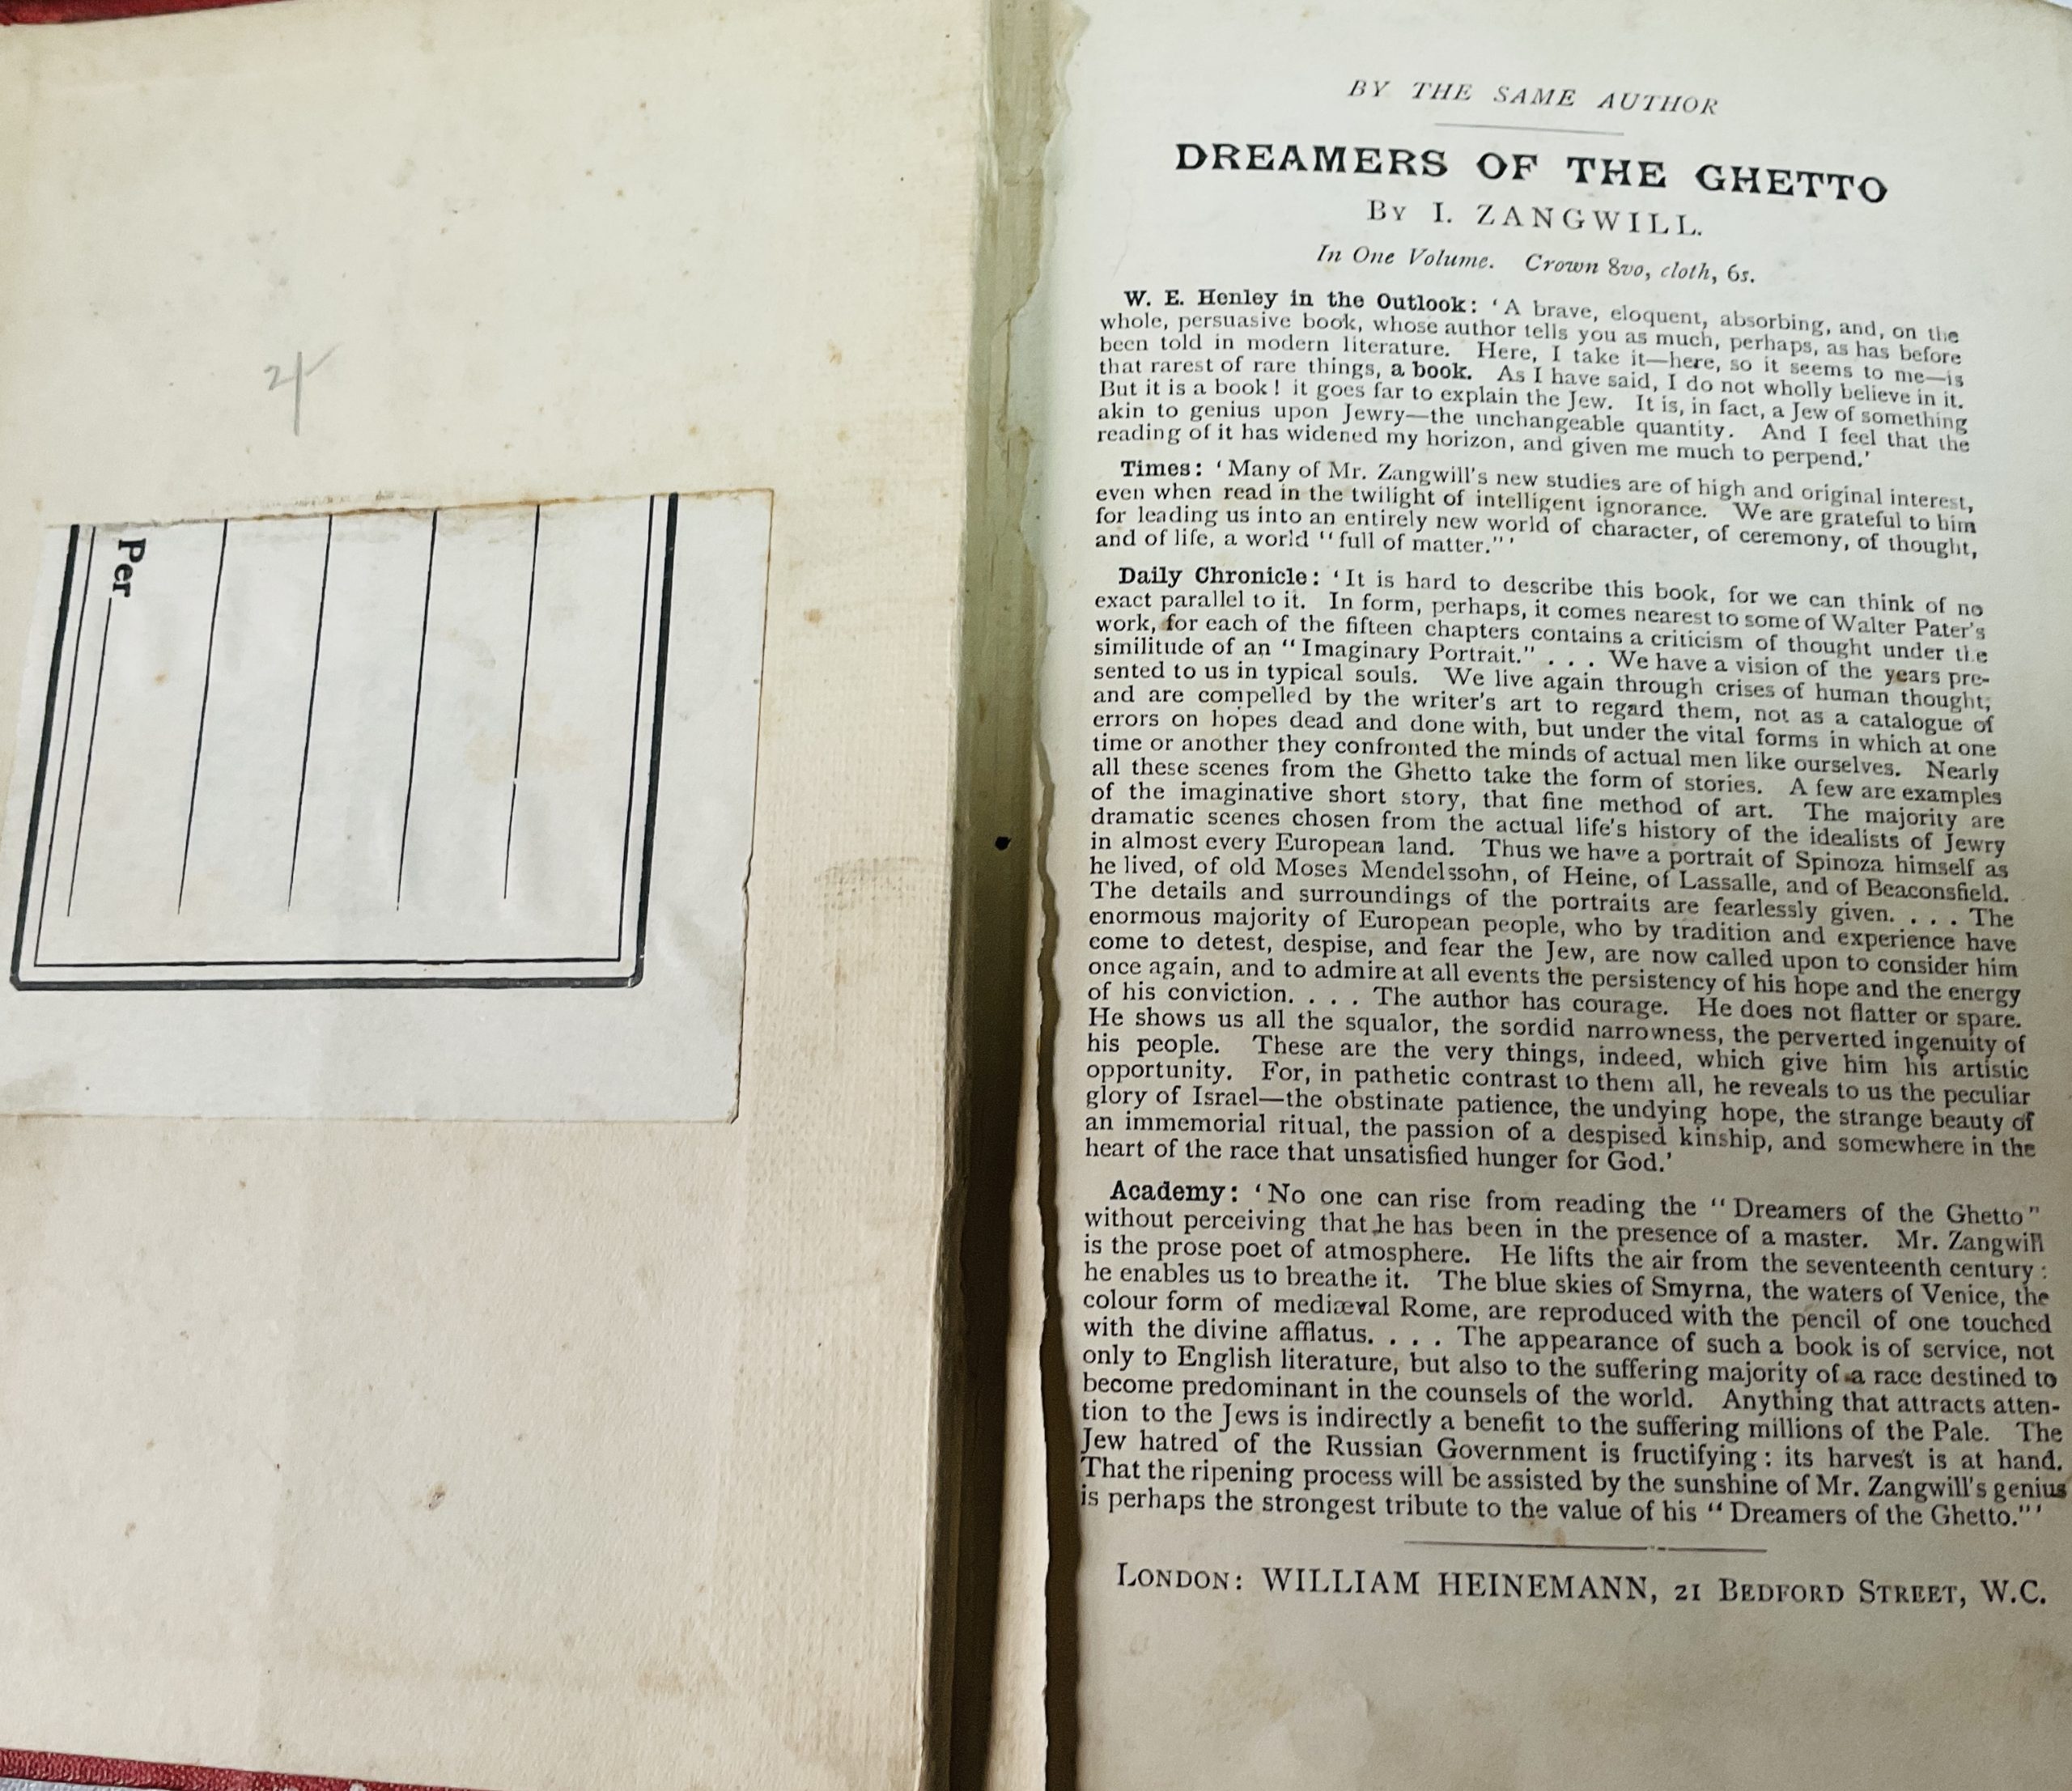 4
Per
BY THE SAME AUTHOR
DREAMERS OF THE GHETTO
By I. ZANGWILL.
In One Volume. Crown 8vo, cloth, 6s.
W. E. Henley in the Outlook: ‘A brave, eloquent, absorbing, and, on the
whole, persuasive book, whose author tells you as much, perhaps, as has before
been told in modern literature. Here, I take it—here, so it seems to me—is
that rarest of rare things, a book. As I have said, I do not wholly believe in it.
But it is a book! it goes far to explain the Jew. It is, in fact, a Jew of something
akin to genius upon Jewry—the unchangeable quantity. And I feel that the
reading of it has widened my horizon, and given me much to perpend.’
Times: ‘Many of Mr. Zangwill's new studies are of high and original interest,
even when read in the twilight of intelligent ignorance. We are grateful to him
for leading us into an entirely new world of character, of ceremony, of thought,
and of life, a world “full of matter.”’
Daily Chronicle: ‘It is hard to describe this book, for we can think of no
exact parallel to it. In form, perhaps, it comes nearest to some of Walter Pater's
work, for each of the fifteen chapters contains a criticism of thought under the
similitude of an “Imaginary Portrait.” . . . We have a vision of the years pre-
sented to us in typical souls. We live again through crises of human thought,
and are compelled by the writer's art to regard them, not as a catalogue of
errors on hopes dead and done with, but under the vital forms in which at one
time or another they confronted the minds of actual men like ourselves. Nearly
all these scenes from the Ghetto take the form of stories. A few are examples
of the imaginative short story, that fine method of art. The majority are
dramatic scenes chosen from the actual life's history of the idealists of Jewry
in almost every European land. Thus we have a portrait of Spinoza himself as
he lived, of old Moses Mendelssohn, of Heine, of Lassalle, and of Beaconsfield.
The details and surroundings of the portraits are fearlessly given. . . . The
enormous majority of European people, who by tradition and experience have
come to detest, despise, and fear the Jew, are now called upon to consider him
once again, and to admire at all events the persistency of his hope and the energy
of his conviction. . . . The author has courage. He does not flatter or spare.
He shows us all the squalor, the sordid narrowness, the perverted ingenuity of
his people. These are the very things, indeed, which give him his artistic
opportunity. For, in pathetic contrast to them all, he reveals to us the peculiar
glory of Israel—the obstinate patience, the undying hope, the strange beauty of
an immemorial ritual, the passion of a despised kinship, and somewhere in the
heart of the race that unsatisfied hunger for God.’
Academy: ‘No one can rise from reading the “Dreamers of the Ghetto”
without perceiving that he has been in the presence of a master. Mr. Zangwill
is the prose poet of atmosphere. He lifts the air from the seventeenth century:
he enables us to breathe it. The blue skies of Smyrna, the waters of Venice, the
colour form of mediæval Rome, are reproduced with the pencil of one touched
with the divine afflatus. . . . The appearance of such a book is of service, not
only to English literature, but also to the suffering majority of a race destined to
become predominant in the counsels of the world. Anything that attracts atten-
tion to the Jews is indirectly a benefit to the suffering millions of the Pale. The
Jew hatred of the Russian Government is fructifying: its harvest is at hand.
That the ripening process will be assisted by the sunshine of Mr. Zangwill's genius
is perhaps the strongest tribute to the value of his “Dreamers of the Ghetto.”’
LONDON: WILLIAM HEINEMANN, 21 BEDFORD STREET, W.C.